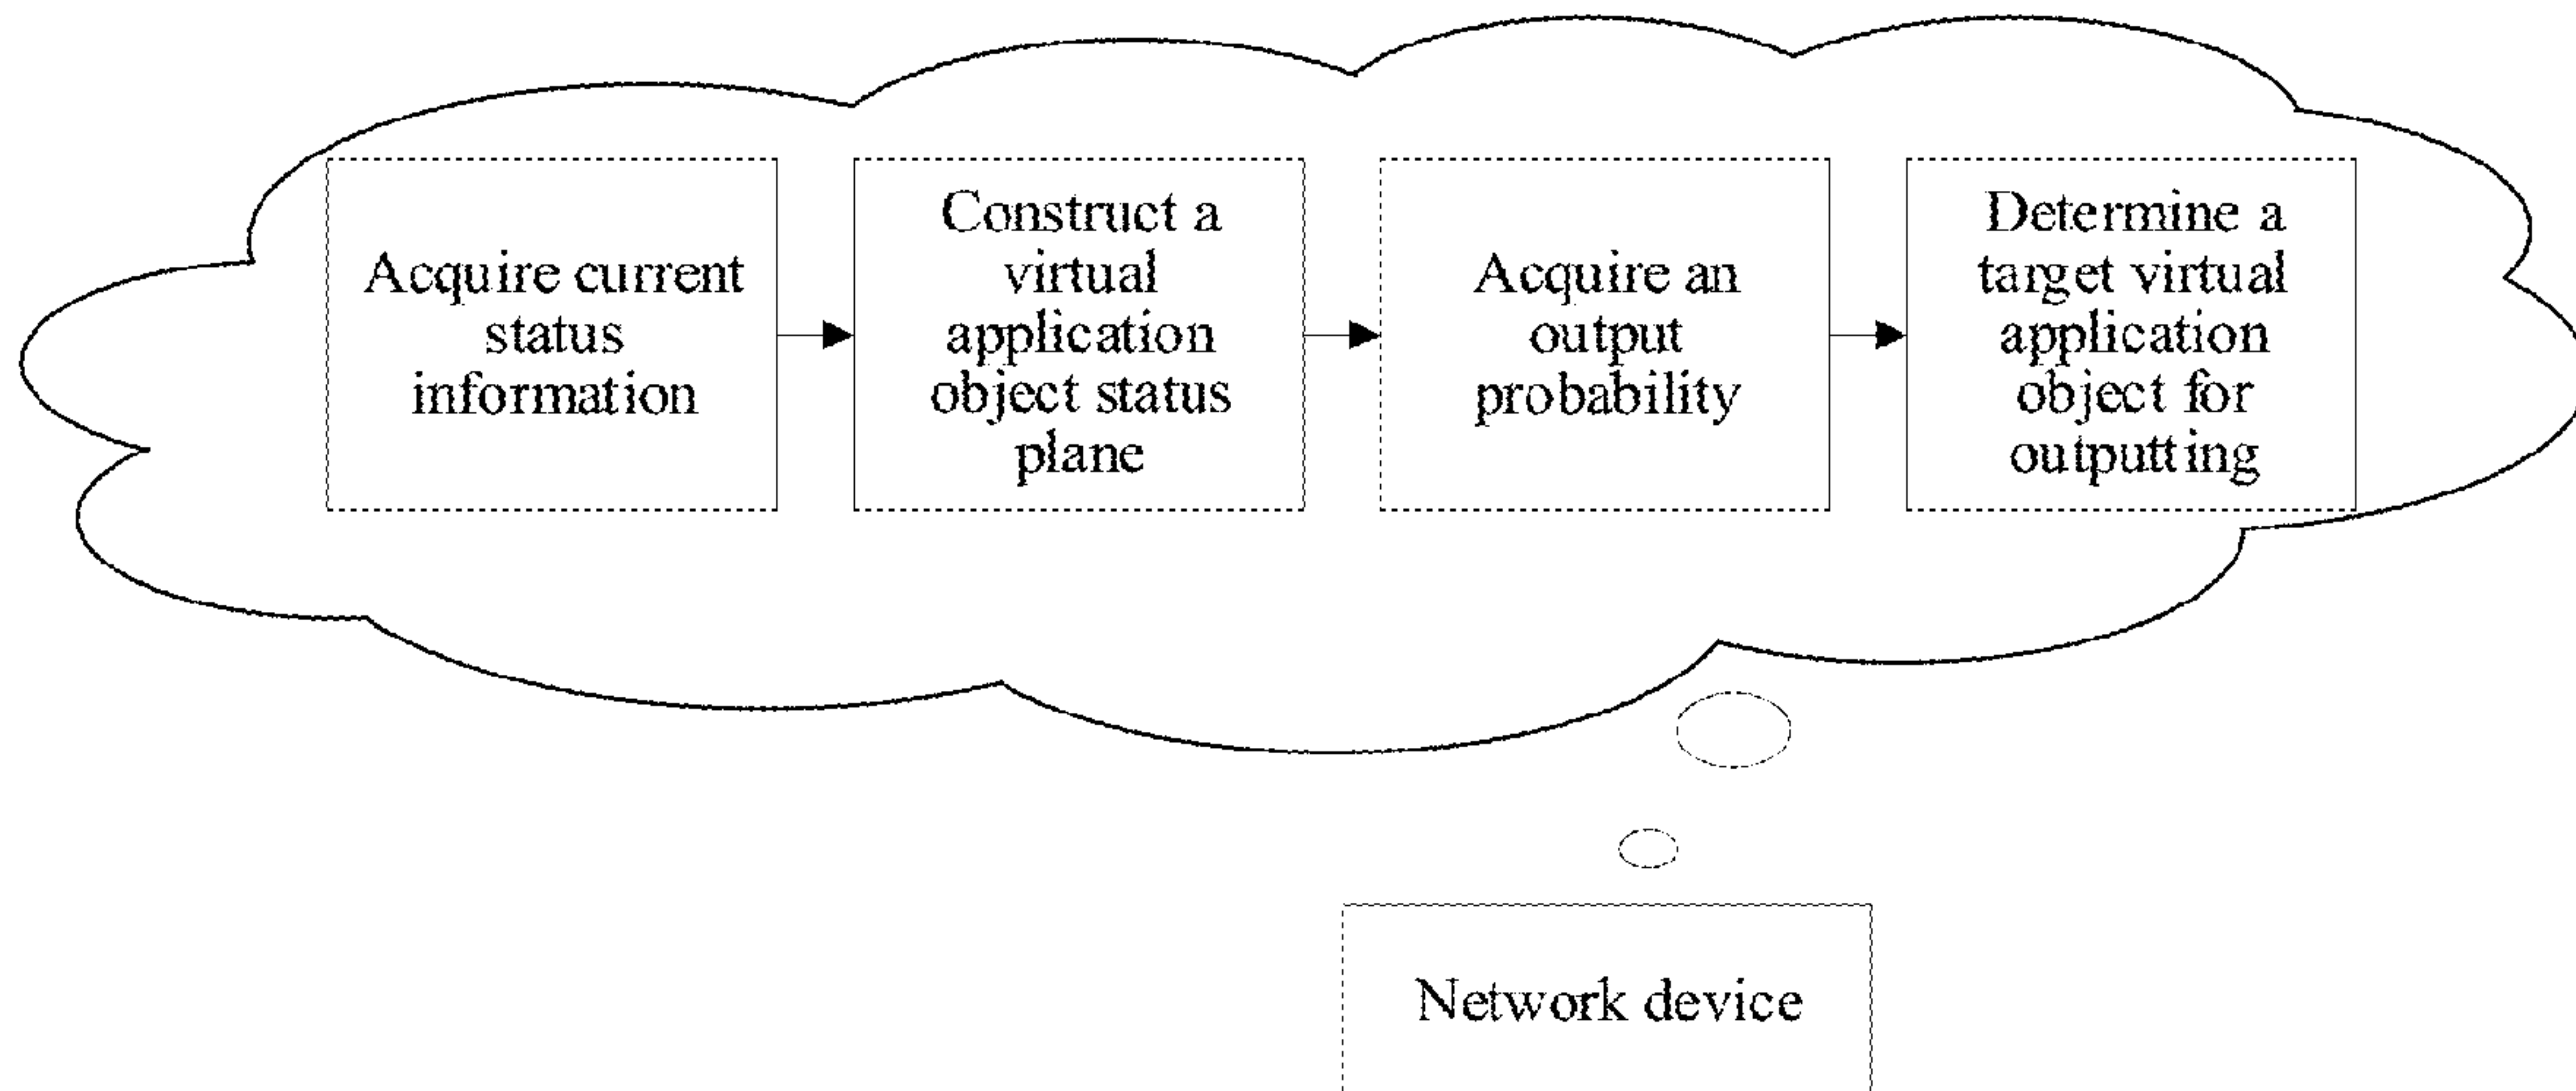 Acquire current
status
information
Construct a
virtual
application
object status
plane
Acquire an
output
probability
Determine a
target virtual
application
object for
outputting
Network device